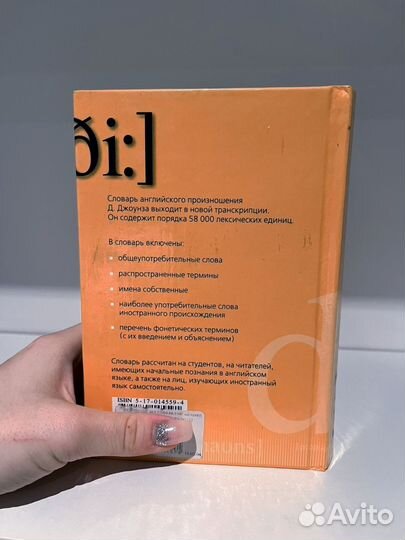 ði:]
Словарь английского произношения
Д. Джоунза выходит в новой транскрипции.
Он содержит порядка 58 000 лексических единиц.
В словарь включены:
• общеупотребительные слова
• распространенные термины
• имена собственные
• наиболее употребительные слова
иностранного происхождения
• перечень фонетических терминов
(с их введением и объяснением)
Словарь рассчитан на студентов, на читателей,
имеющих начальные познания в английском
языке, а также на лиц, изучающих иностранный
язык самостоятельно.
ISBN 5-17-014559-4
d
nauns]
Avito